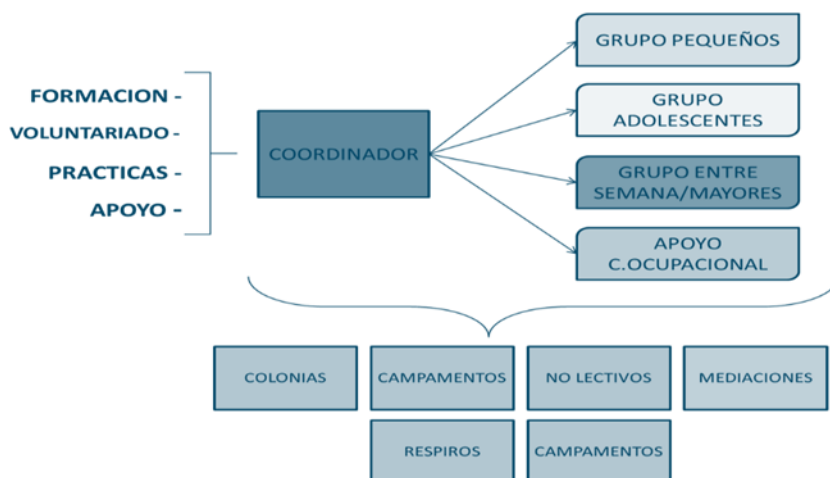 FORMACION -
VOLUNTARIADO -
PRACTICAS -
APOYO -
COORDINADOR
GRUPO PEQUEÑOS
GRUPO
ADOLESCENTES
GRUPO ENTRE
SEMANA/MAYORES
APOYO
C.OCUPACIONAL
COLONIAS
CAMPAMENTOS
NO LECTIVOS
MEDIACIONES
RESPIROS
CAMPAMENTOS